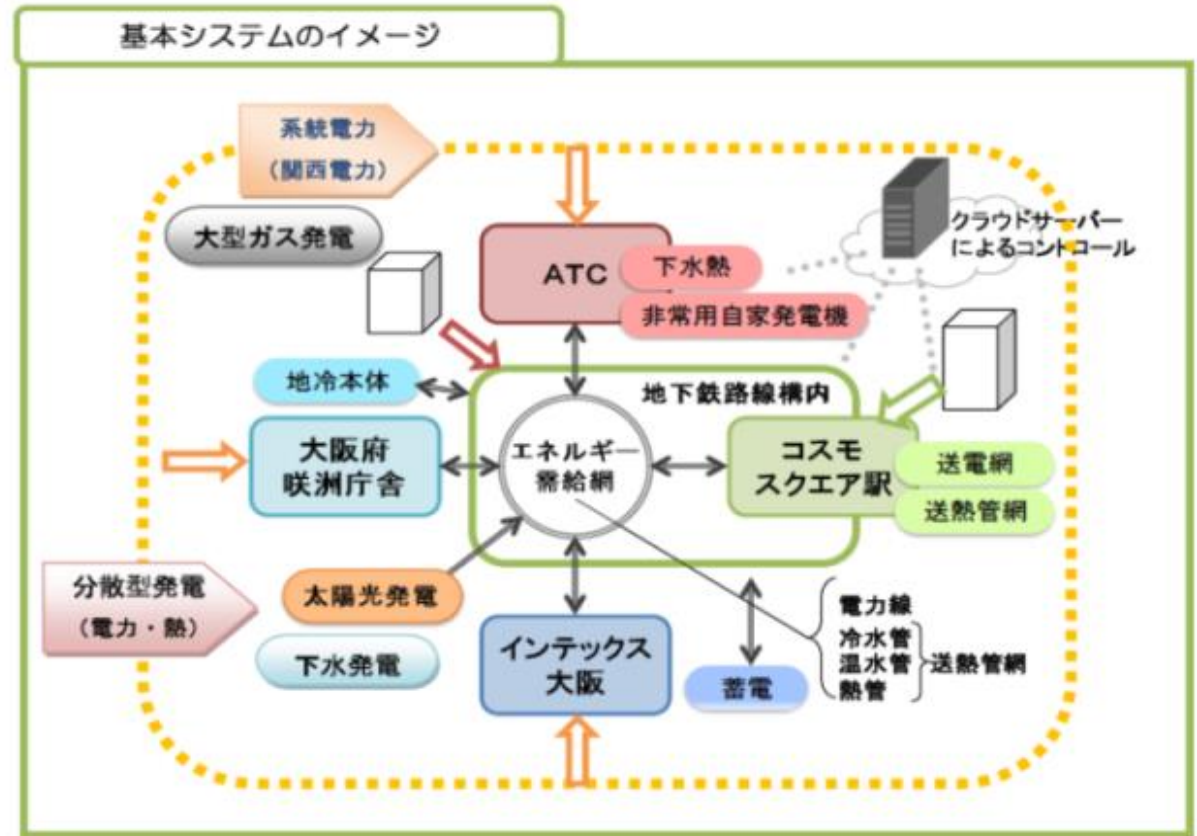 基本システムのイメージ
系統電力
（関西電力）
大型ガス発電
クラウドサーバー
によるコントロール
ATC
下水熱
非常用自家発電機
地冷本体
地下鉄路線構内
大阪府
咲洲庁舎
エネルギー
需給網
コスモ
スクエア駅
送電網
送熱管網
分散型発電
（電力・熱）
太陽光発電
下水発電
インテックス
大阪
蓄電
電力線
冷水管
温水管
熱管
送熱管網